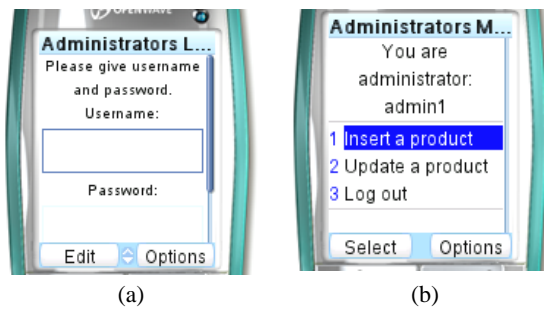 OPENWAVE
Administrators L...
Please give username
and password.
Username:
Password:
Edit
Options
(a)
Administrators M...
You are
administrator:
admin1
1 Insert a product
2 Update a product
3 Log out
Select
Options
(b)